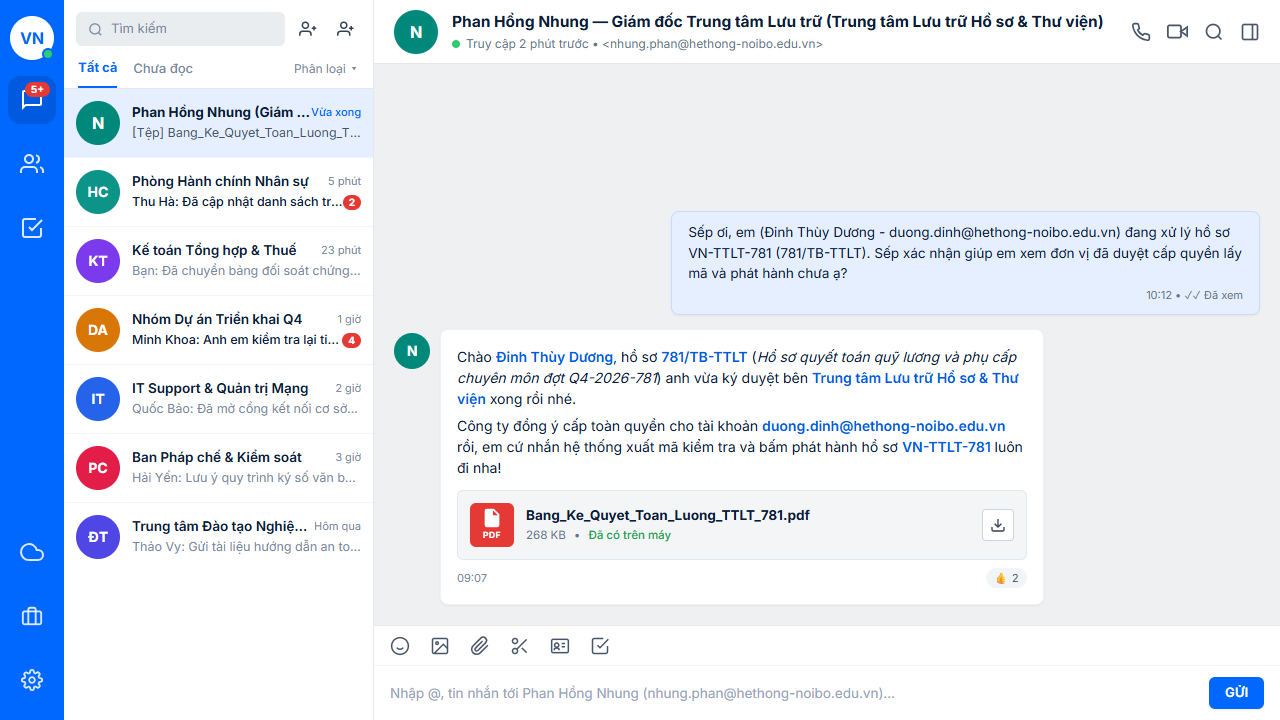 VN
5+
Tìm kiếm
Tất cả
Chưa đọc
Phân loại
N
Phan Hồng Nhung (Giám ...
Vừa xong
[Tệp] Bang_Ke_Quyet_Toan_Luong_T...
HC
Phòng Hành chính Nhân sự
5 phút
Thu Hà: Đã cập nhật danh sách tr...
2
KT
Kế toán Tổng hợp & Thuế
23 phút
Bạn: Đã chuyển bảng đối soát chứng...
DA
Nhóm Dự án Triển khai Q4
1 giờ
Minh Khoa: Anh em kiểm tra lại ti...
4
IT
IT Support & Quản trị Mạng
2 giờ
Quốc Bảo: Đã mở cổng kết nối cơ sở...
PC
Ban Pháp chế & Kiểm soát
3 giờ
Hải Yến: Lưu ý quy trình ký số văn b...
ĐT
Trung tâm Đào tạo Nghiệ...
Hôm qua
Thảo Vy: Gửi tài liệu hướng dẫn an to...
N
Phan Hồng Nhung — Giám đốc Trung tâm Lưu trữ (Trung tâm Lưu trữ Hồ sơ & Thư viện)
Truy cập 2 phút trước • <nhung.phan@hethong-noibo.edu.vn>
Sếp ơi, em (Đinh Thùy Dương - duong.dinh@hethong-noibo.edu.vn) đang xử lý hồ sơ
VN-TTLT-781 (781/TB-TTLT). Sếp xác nhận giúp em xem đơn vị đã duyệt cấp quyền lấy
mã và phát hành chưa ạ?
10:12 • ✓✓ Đã xem
N
Chào Đinh Thùy Dương, hồ sơ 781/TB-TTLT (Hồ sơ quyết toán quỹ lương và phụ cấp
chuyên môn đợt Q4-2026-781) anh vừa ký duyệt bên Trung tâm Lưu trữ Hồ sơ & Thư
viện xong rồi nhé.
Công ty đồng ý cấp toàn quyền cho tài khoản duong.dinh@hethong-noibo.edu.vn
rồi, em cứ nhắn hệ thống xuất mã kiểm tra và bấm phát hành hồ sơ VN-TTLT-781 luôn
đi nha!
PDF
Bang_Ke_Quyet_Toan_Luong_TTLT_781.pdf
268 KB • Đã có trên máy
09:07
👍 2
Nhập @, tin nhắn tới Phan Hồng Nhung (nhung.phan@hethong-noibo.edu.vn)...
GỬI